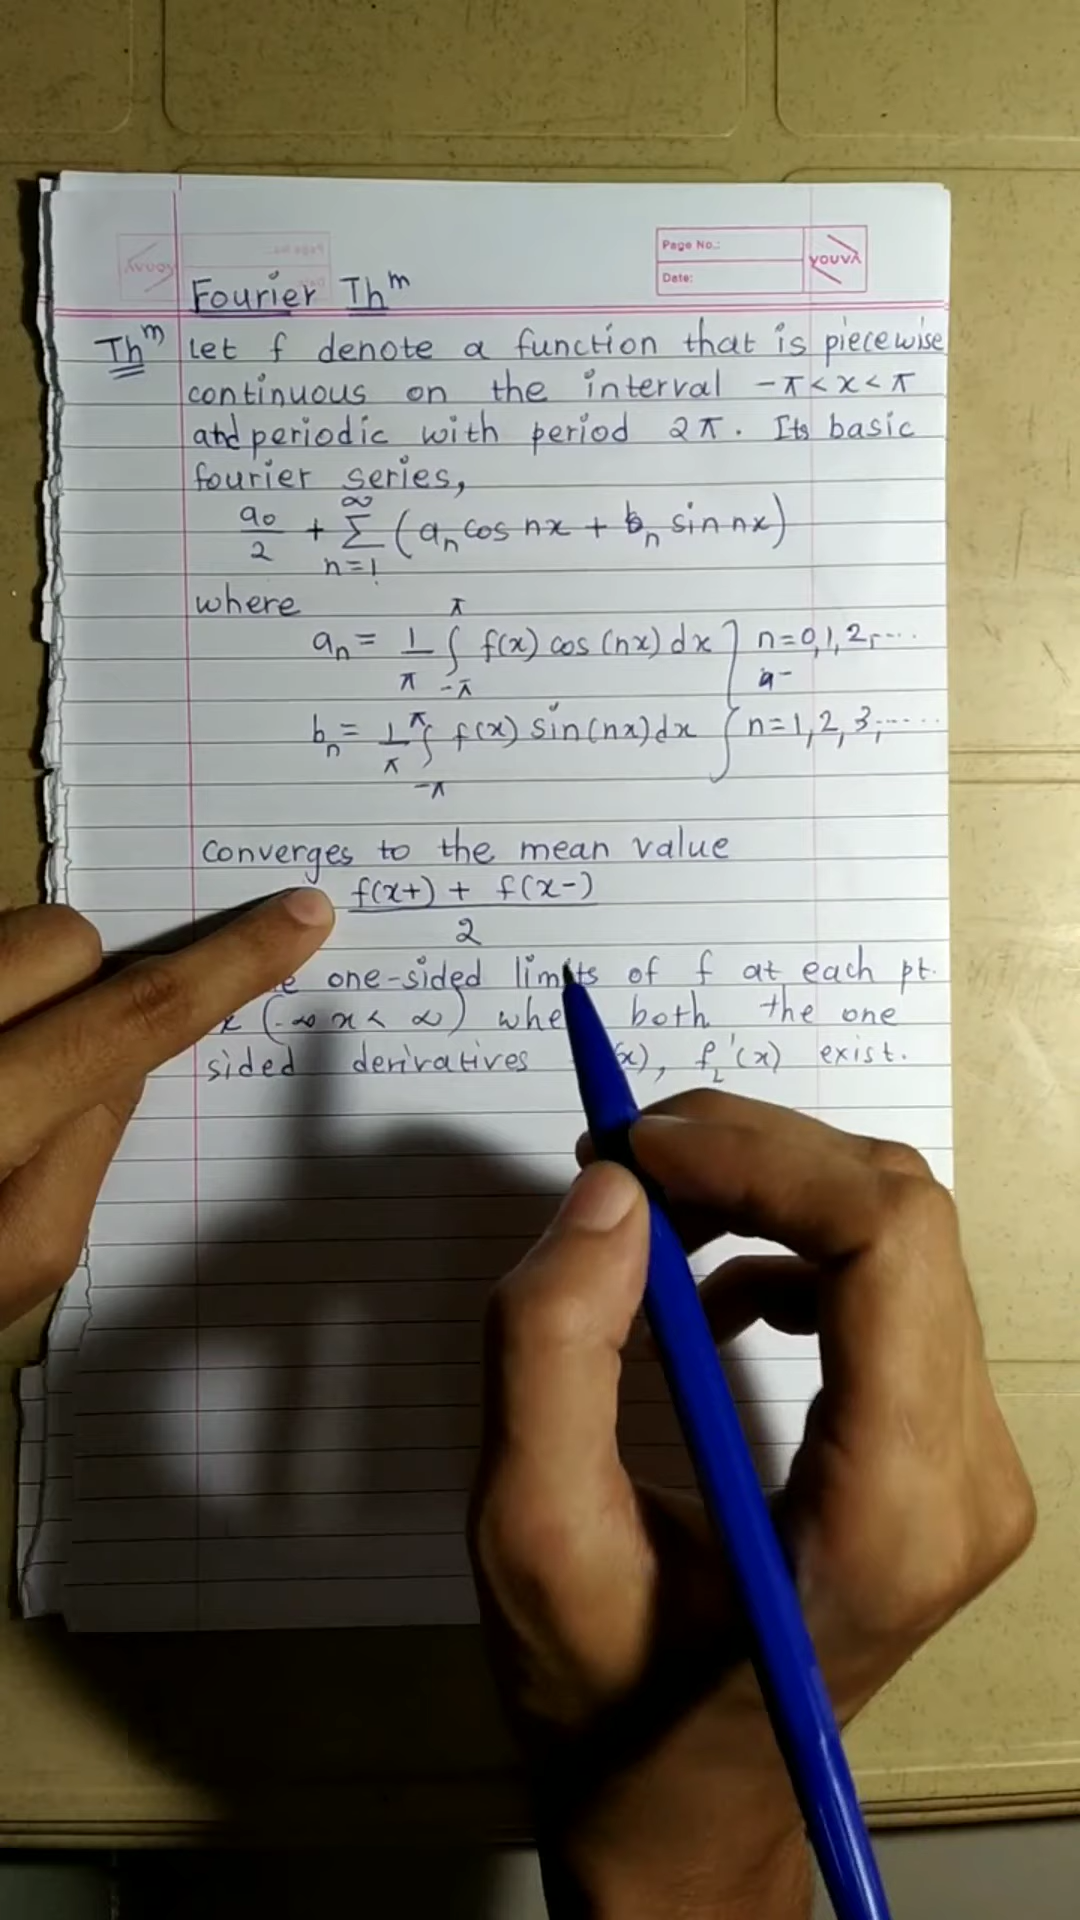 Page No.:
Date:
YOUVA
Fourier Thᵐ
Thᵐ Let f denote a function that is piecewise
continuous on the interval -π < x < π
and periodic with period 2π. Its basic
fourier series,
a₀/2 + ∞Σn=1 (aₙ cos nx + bₙ sin nx)
where
aₙ = 1/π ∫_{-π}^{π} f(x) cos (nx) dx ] n=0,1,2,....
bₙ = 1/π ∫_{-π}^{π} f(x) sin(nx) dx } n=1,2,3,.....
converges to the mean value
f(x+) + f(x-)
2
one-sided limits of f at each pt.
x (-∞ x < ∞) whe both the one
sided derivatives (x), f_L'(x) exist.